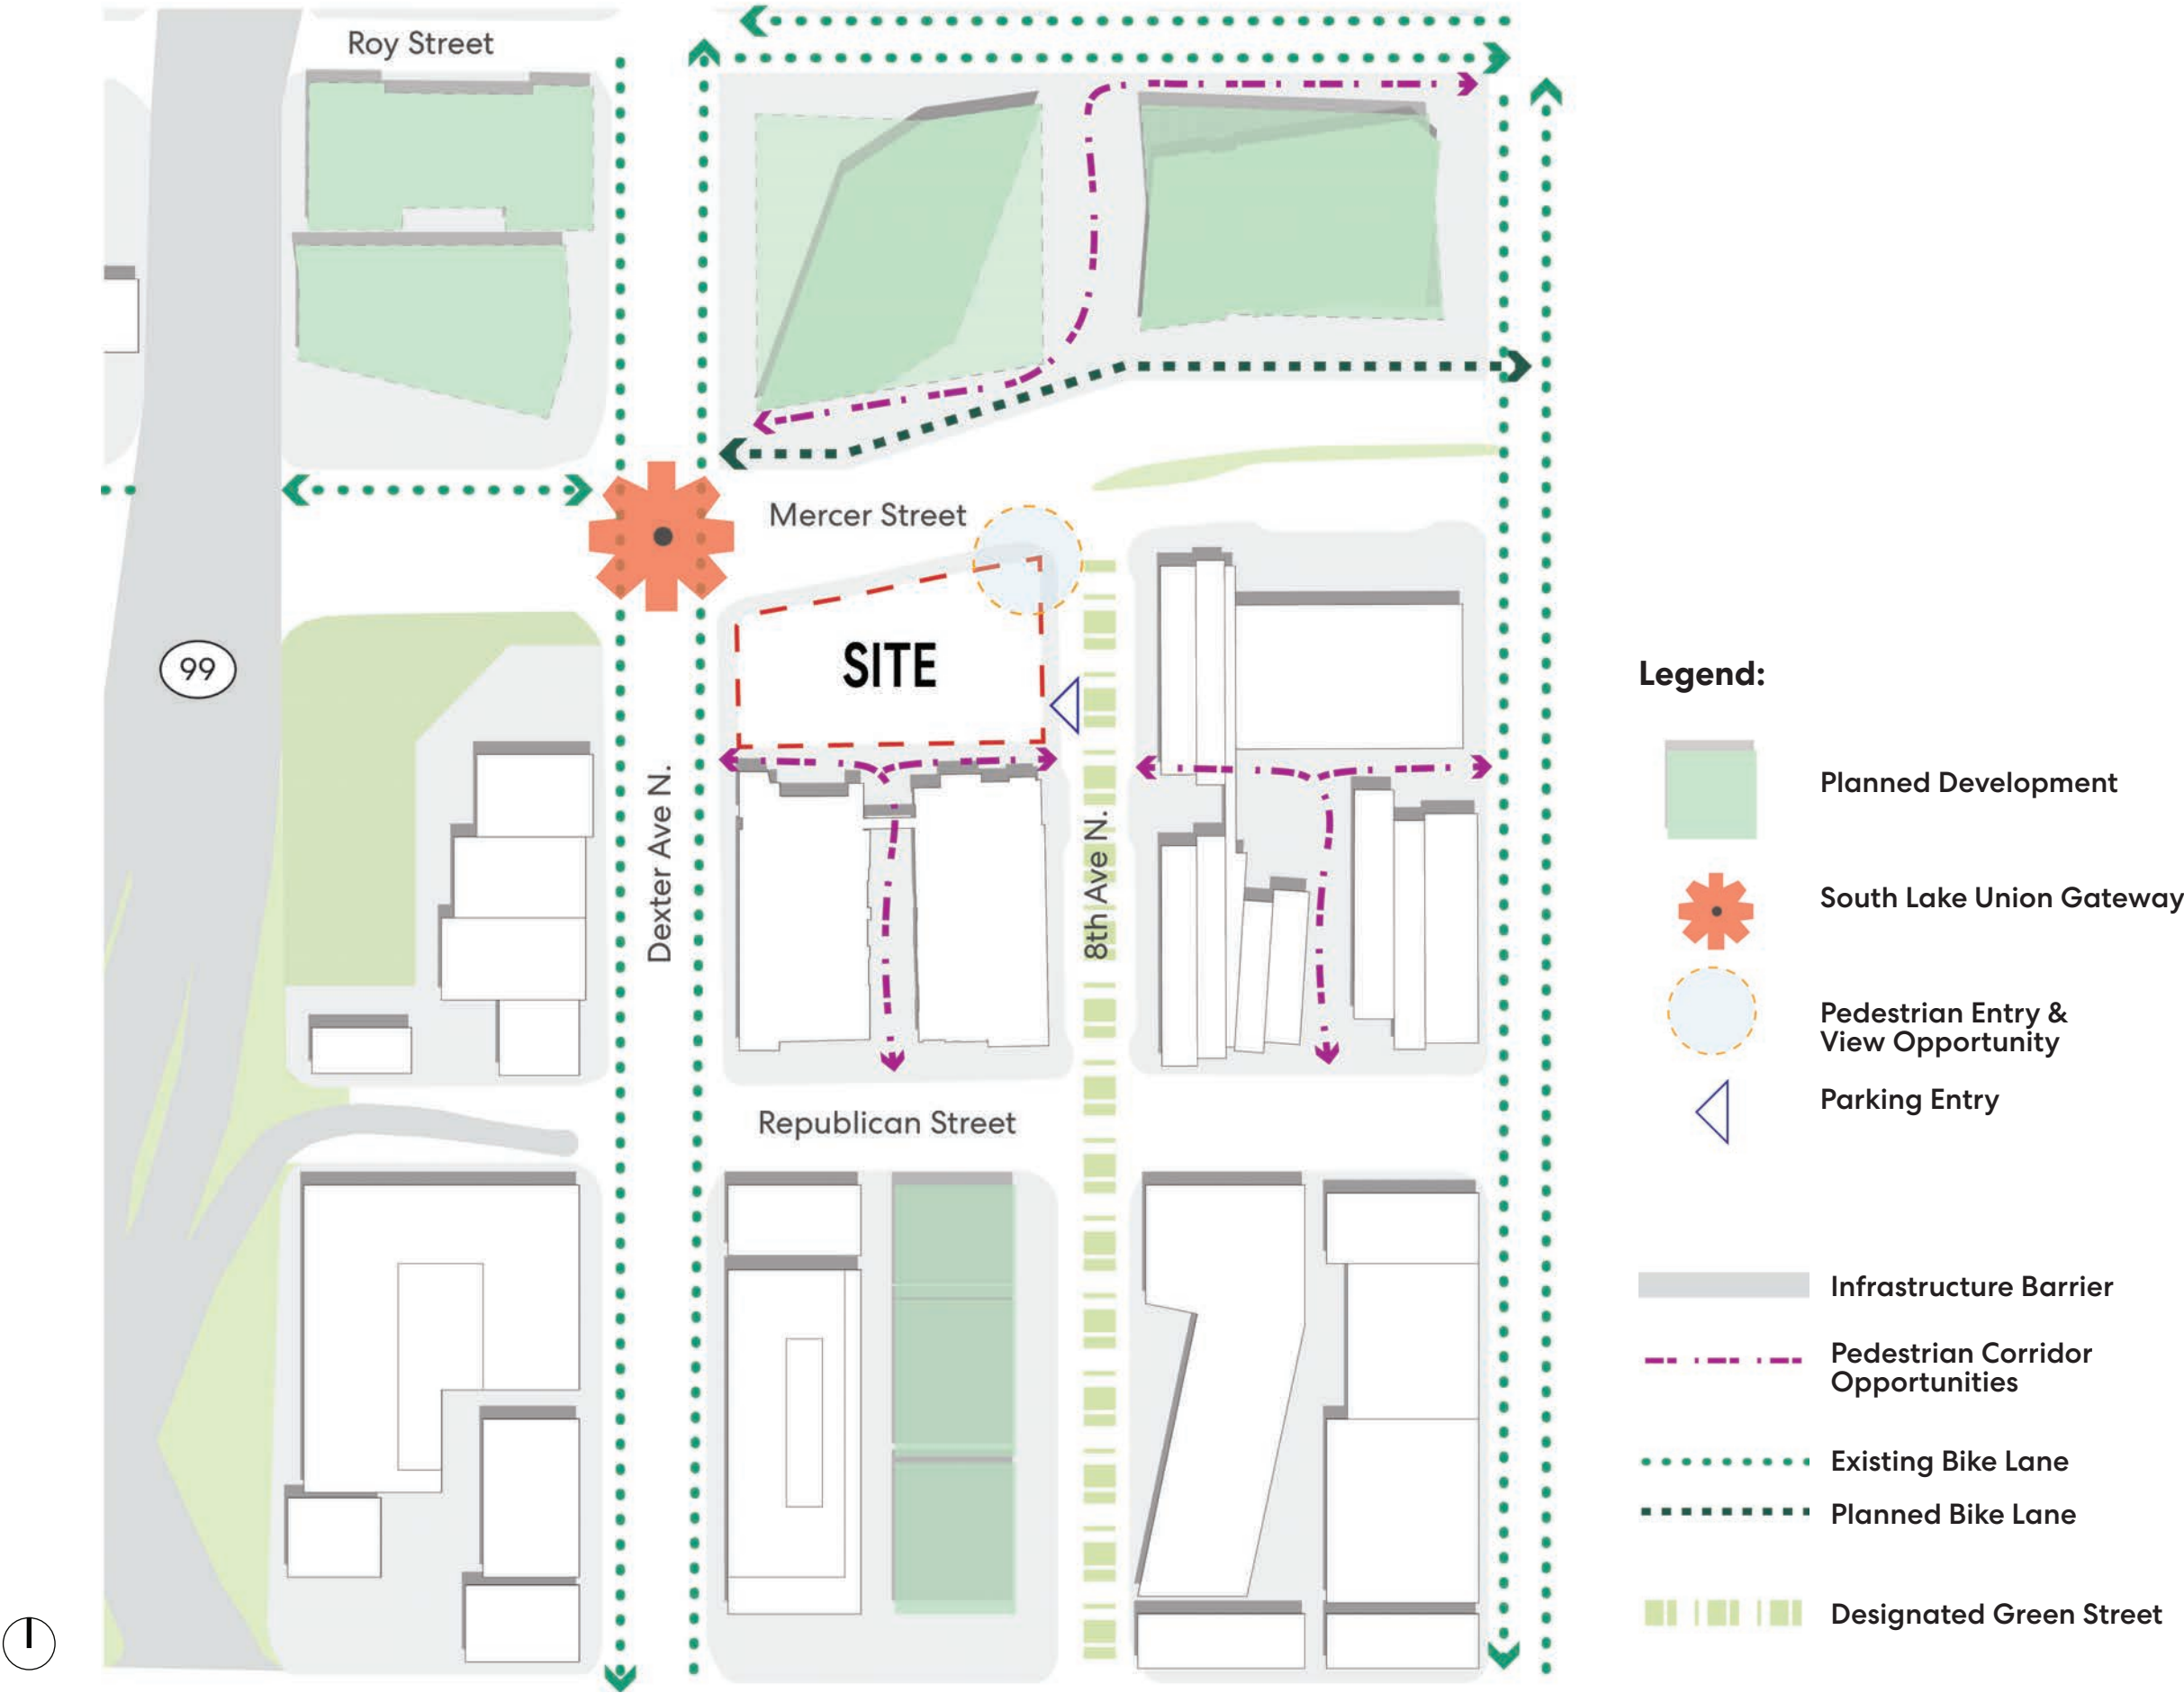 Roy Street
Mercer Street
SITE
99
Dexter Ave N.
8th Ave N.
Republican Street
Legend:
Planned Development
South Lake Union Gateway
Pedestrian Entry &
View Opportunity
Parking Entry
Infrastructure Barrier
Pedestrian Corridor
Opportunities
Existing Bike Lane
Planned Bike Lane
Designated Green Street